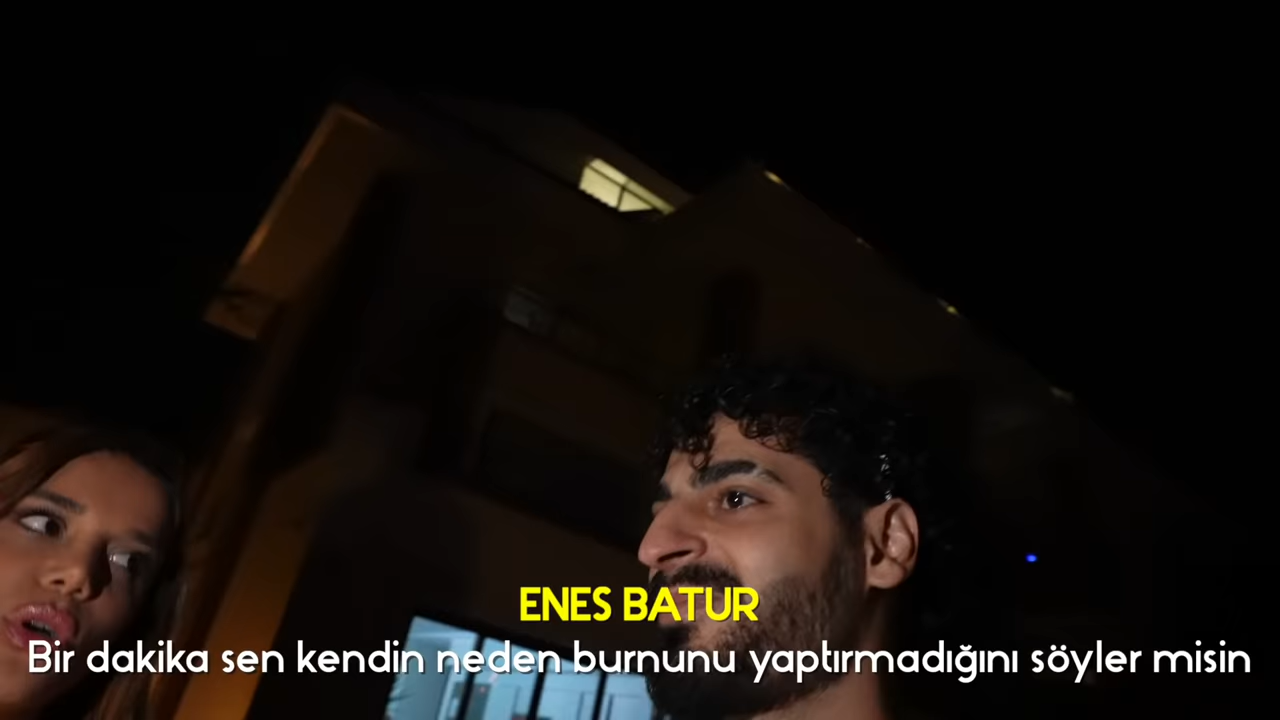 ENES BATUR
Bir dakika sen kendin neden burnunu yaptırmadığını söyler misin